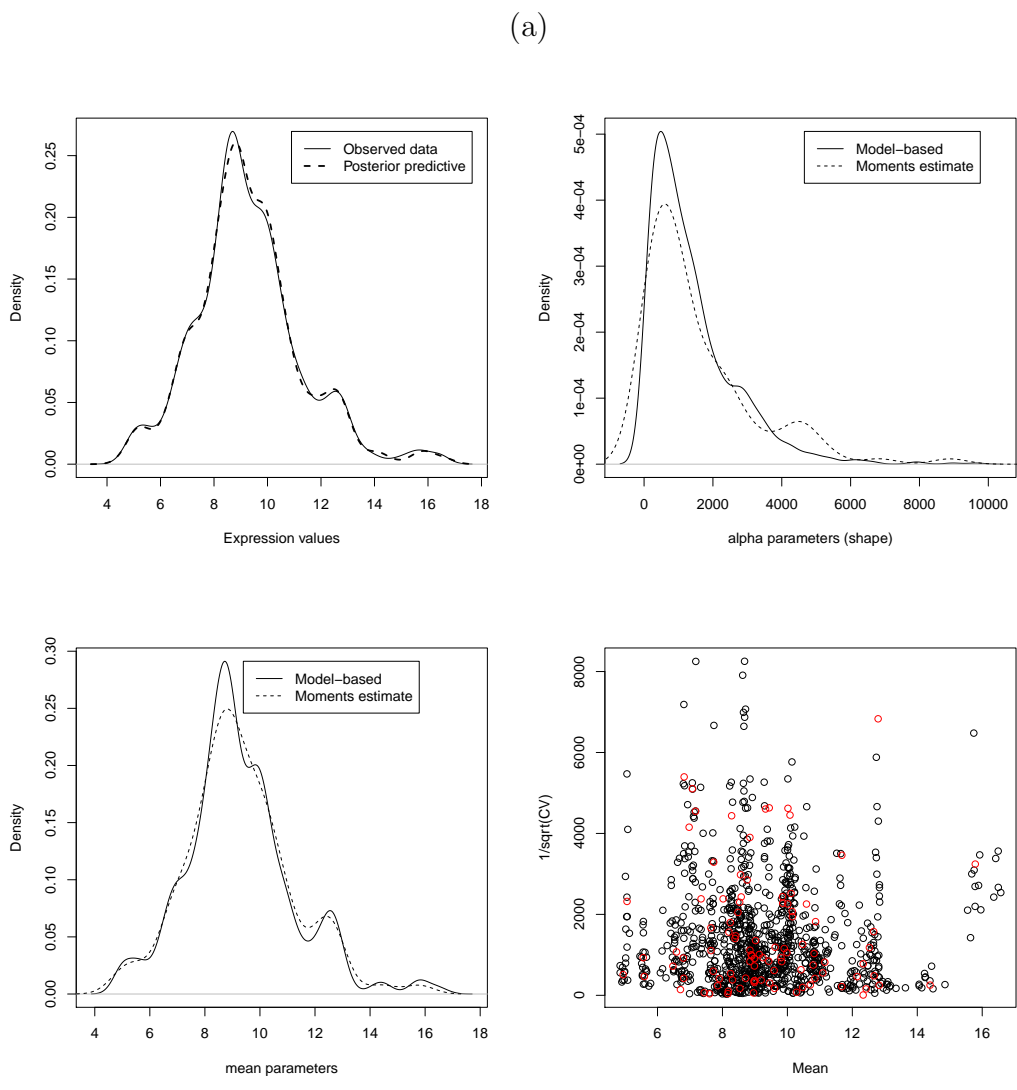 (a)
Observed data
Posterior predictive
0.00 0.05 0.10 0.15 0.20 0.25
Density
4 6 8 10 12 14 16 18
Expression values
Model−based
Moments estimate
0e+00 1e−04 2e−04 3e−04 4e−04 5e−04
Density
0 2000 4000 6000 8000 10000
alpha parameters (shape)
Model−based
Moments estimate
0.00 0.05 0.10 0.15 0.20 0.25 0.30
Density
4 6 8 10 12 14 16 18
mean parameters
0 2000 4000 6000 8000
1/sqrt(CV)
6 8 10 12 14 16
Mean